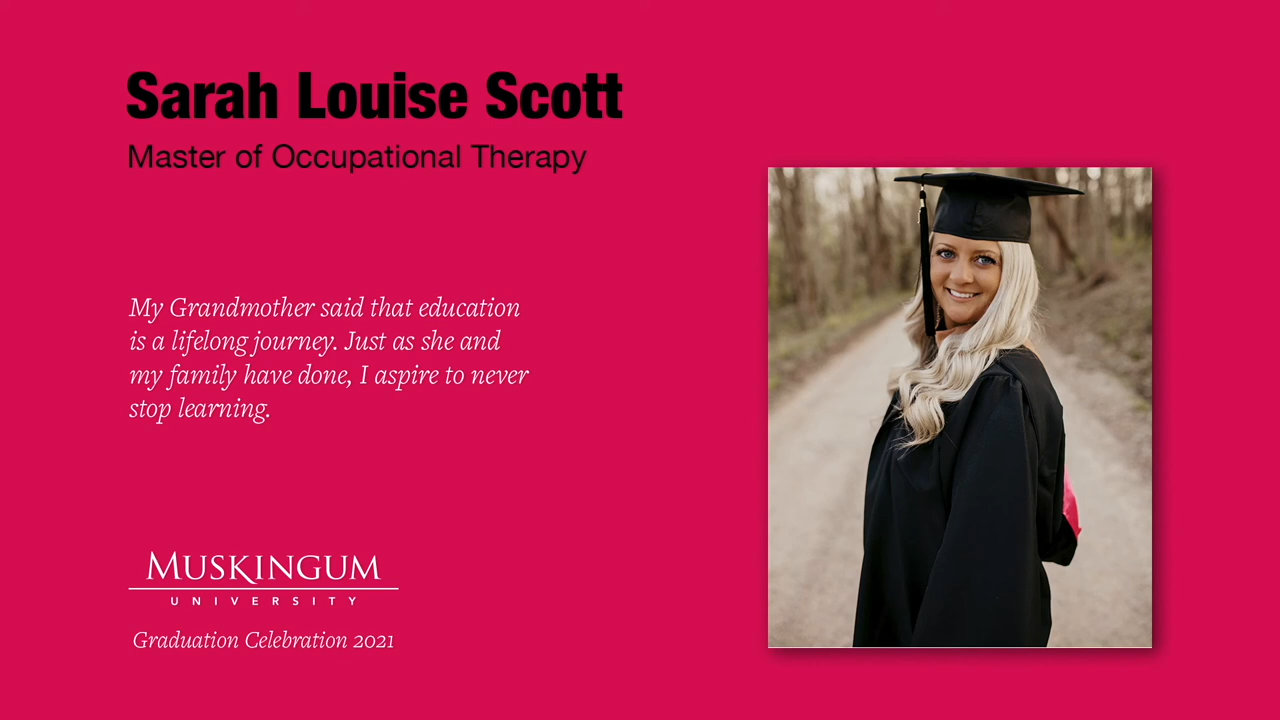 Sarah Louise Scott
Master of Occupational Therapy
My Grandmother said that education
is a lifelong journey. Just as she and
my family have done, I aspire to never
stop learning.
MUSKINGUM
UNIVERSITY
Graduation Celebration 2021